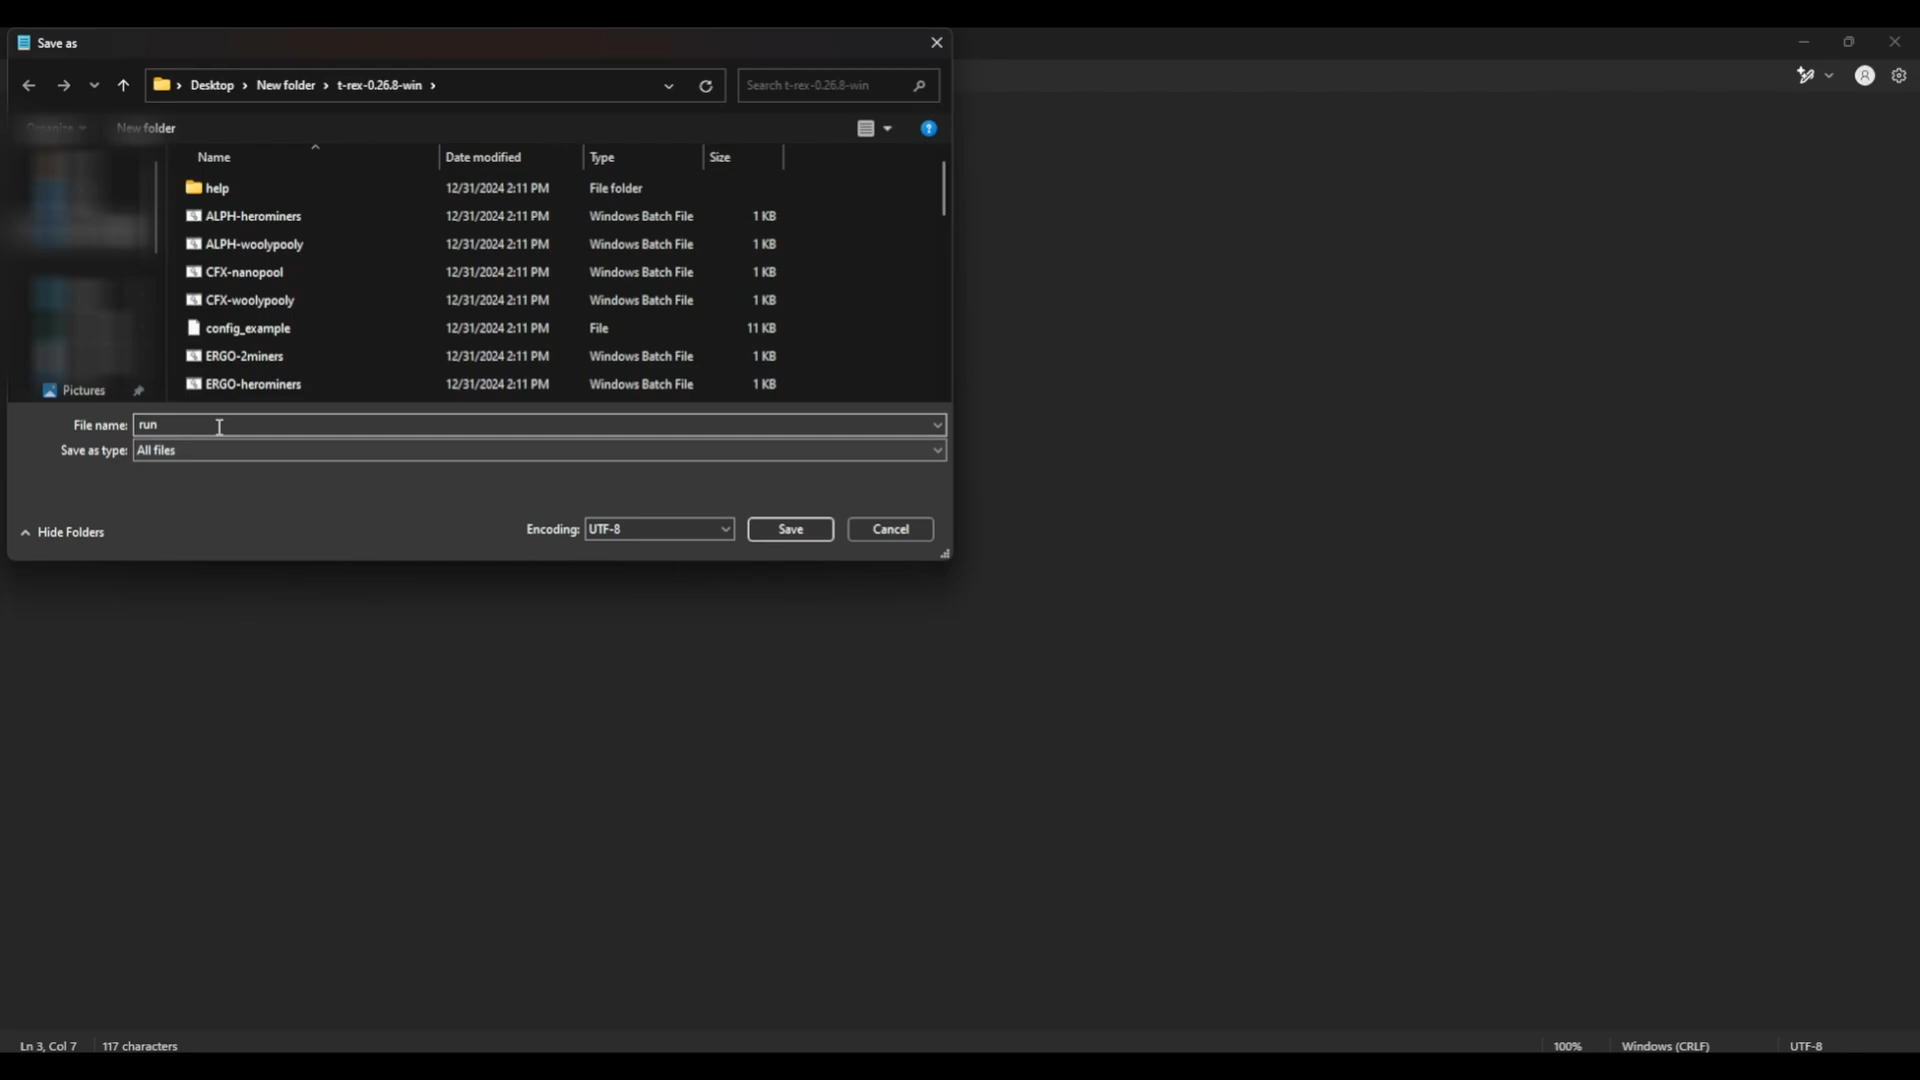 Save as
Desktop > New folder > t-rex-0.26.8-win >
Search t-rex-0.26.8-win
Organize New folder
Name Date modified Type Size
help 12/31/2024 2:11 PM File folder
ALPH-herominers 12/31/2024 2:11 PM Windows Batch File 1 KB
ALPH-woolypooly 12/31/2024 2:11 PM Windows Batch File 1 KB
CFX-nanopool 12/31/2024 2:11 PM Windows Batch File 1 KB
CFX-woolypooly 12/31/2024 2:11 PM Windows Batch File 1 KB
config_example 12/31/2024 2:11 PM File 11 KB
ERGO-2miners 12/31/2024 2:11 PM Windows Batch File 1 KB
ERGO-herominers 12/31/2024 2:11 PM Windows Batch File 1 KB
Pictures
File name: run
Save as type: All files
Hide Folders Encoding: UTF-8 Save Cancel
Ln 3, Col 7 117 characters 100% Windows (CRLF) UTF-8